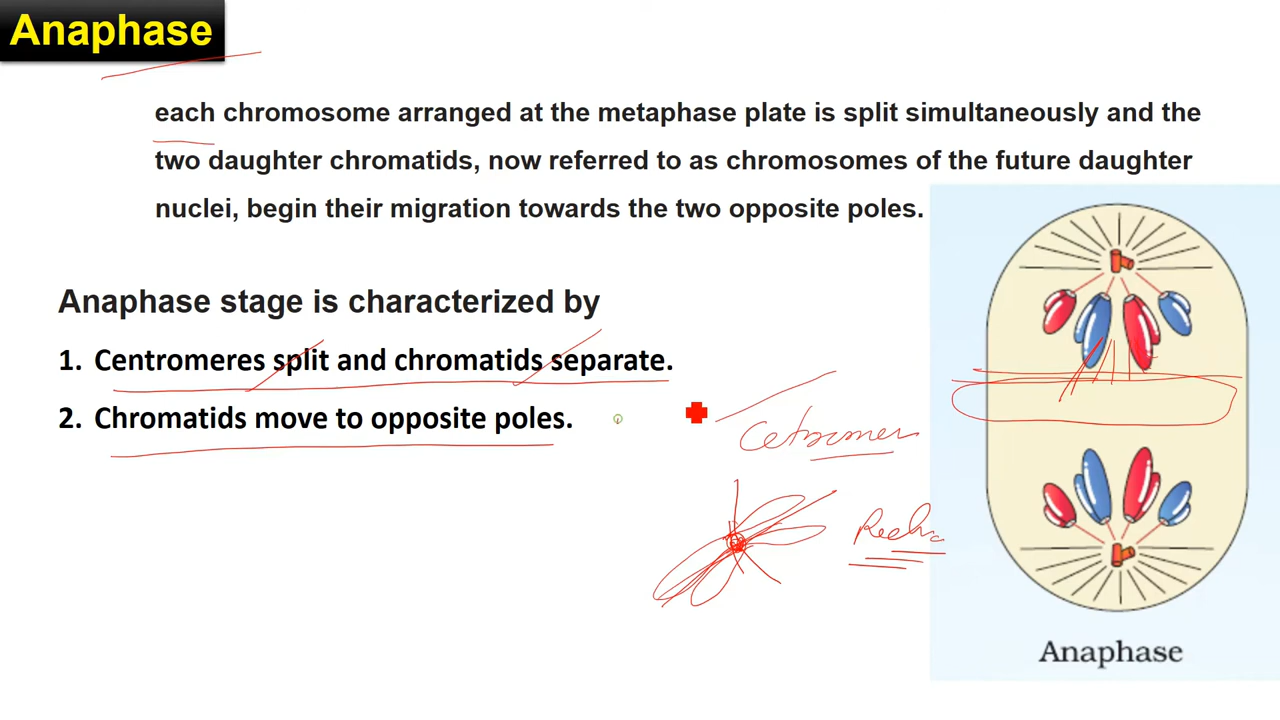 Anaphase
each chromosome arranged at the metaphase plate is split simultaneously and the
two daughter chromatids, now referred to as chromosomes of the future daughter
nuclei, begin their migration towards the two opposite poles.
Anaphase stage is characterized by
1. Centromeres split and chromatids separate.
2. Chromatids move to opposite poles.
Cetromer
Anaphase